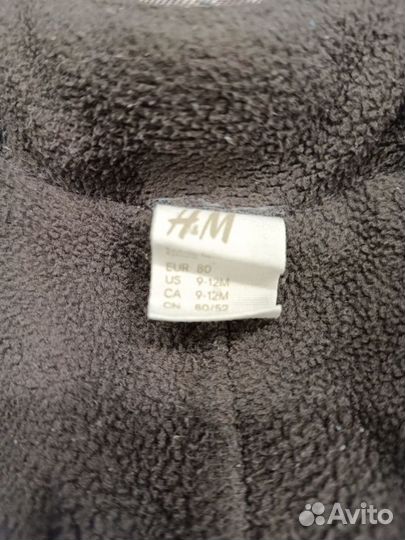 H&M
EUR 80
US 9-12M
CA 9-12M
CN 80/52
Avito